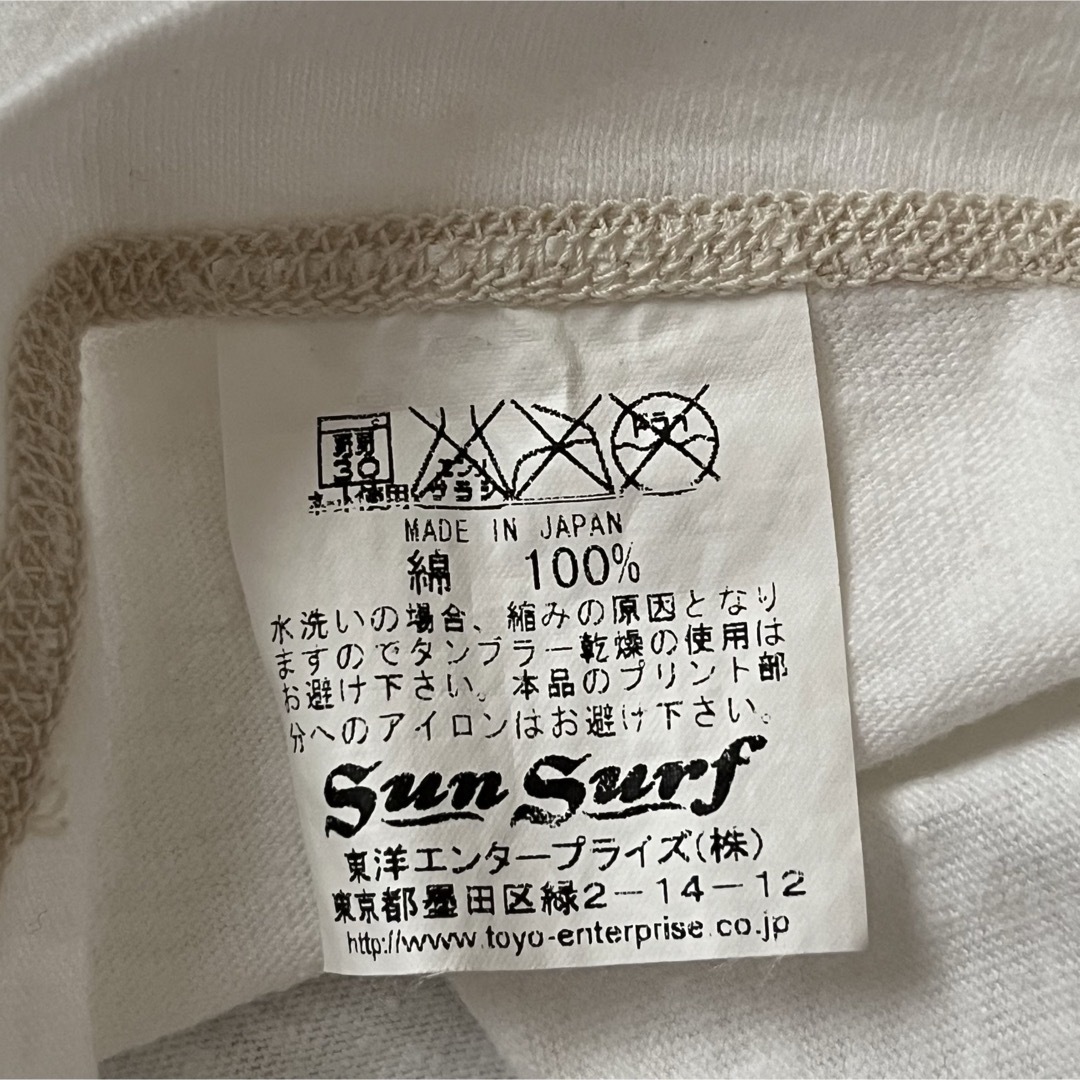 30
ネット使用
エンソ
サラシ
ドライ
MADE IN JAPAN
綿 100%
水洗いの場合、縮みの原因となり
ますのでタンブラー乾燥の使用は
お避け下さい。本品のプリント部
分へのアイロンはお避け下さい。
Sun Surf
東洋エンタープライズ(株)
東京都墨田区緑2-14-12
http://www.toyo-enterprise.co.jp